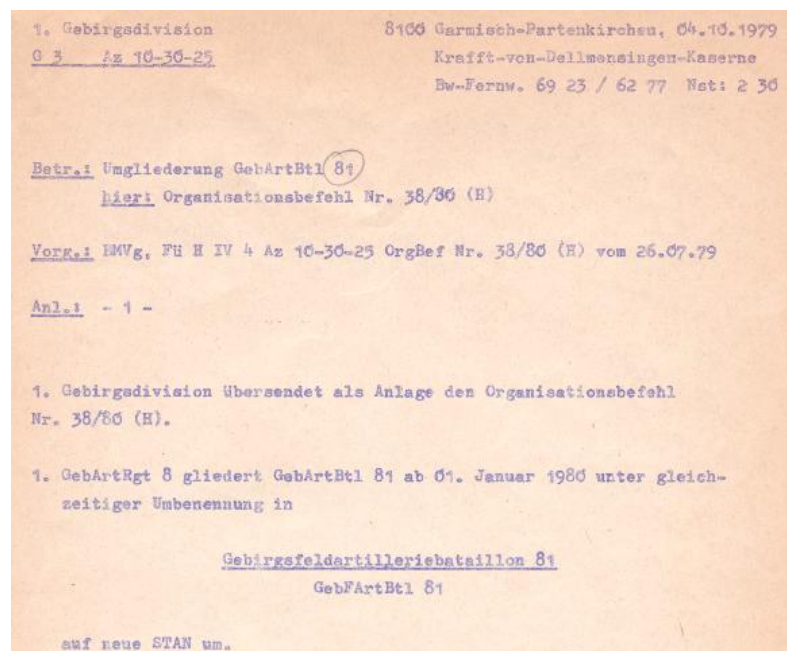 1. Gebirgsdivision
8100 Garmisch-Partenkirchen, 04.10.1979
G 3 Az 10-30-25
Krafft-von-Dellmensingen-Kaserne
Bw-Fernw. 69 23 / 62 77 Nst: 2 30
Betr.: Umgliederung GebArtBtl 81
hier: Organisationsbefehl Nr. 38/80 (H)
Vorg.: BMVg, Fü H IV 4 Az 10-30-25 OrgBef Nr. 38/80 (H) vom 26.07.79
Anl.: - 1 -
1. Gebirgsdivision übersendet als Anlage den Organisationsbefehl
Nr. 38/80 (H).
1. GebArtRgt 8 gliedert GebArtBtl 81 ab 01. Januar 1980 unter gleich-
zeitiger Umbenennung in
Gebirgsfeldartilleriebataillon 81
GebFArtBtl 81
auf neue STAN um.